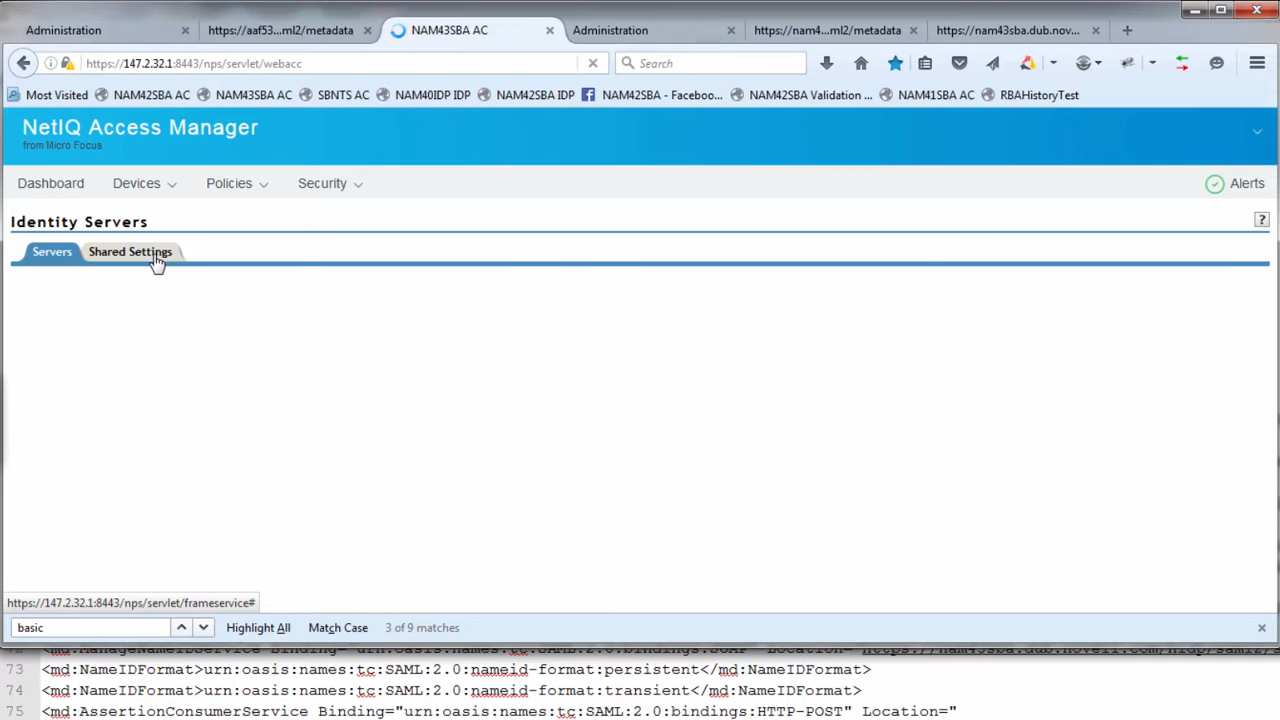 Administration
https://aaf53...ml2/metadata
NAM43SBA AC
Administration
https://nam4...ml2/metadata
https://nam43sba.dub.nov...
https://147.2.32.1:8443/nps/servlet/webacc
Search
Most Visited
NAM42SBA AC
NAM43SBA AC
SBNTS AC
NAM40IDP IDP
NAM42SBA IDP
NAM42SBA - Faceboo...
NAM42SBA Validation ...
NAM41SBA AC
RBAHistoryTest
NetIQ Access Manager
from Micro Focus
Dashboard
Devices
Policies
Security
Alerts
Identity Servers
?
Servers
Shared Settings
https://147.2.32.1:8443/nps/servlet/frameservice#
basic
Highlight All
Match Case
3 of 9 matches
73 <md:NameIDFormat>urn:oasis:names:tc:SAML:2.0:nameid-format:persistent</md:NameIDFormat>
74 <md:NameIDFormat>urn:oasis:names:tc:SAML:2.0:nameid-format:transient</md:NameIDFormat>
75 <md:AssertionConsumerService Binding="urn:oasis:names:tc:SAML:2.0:bindings:HTTP-POST" Location="